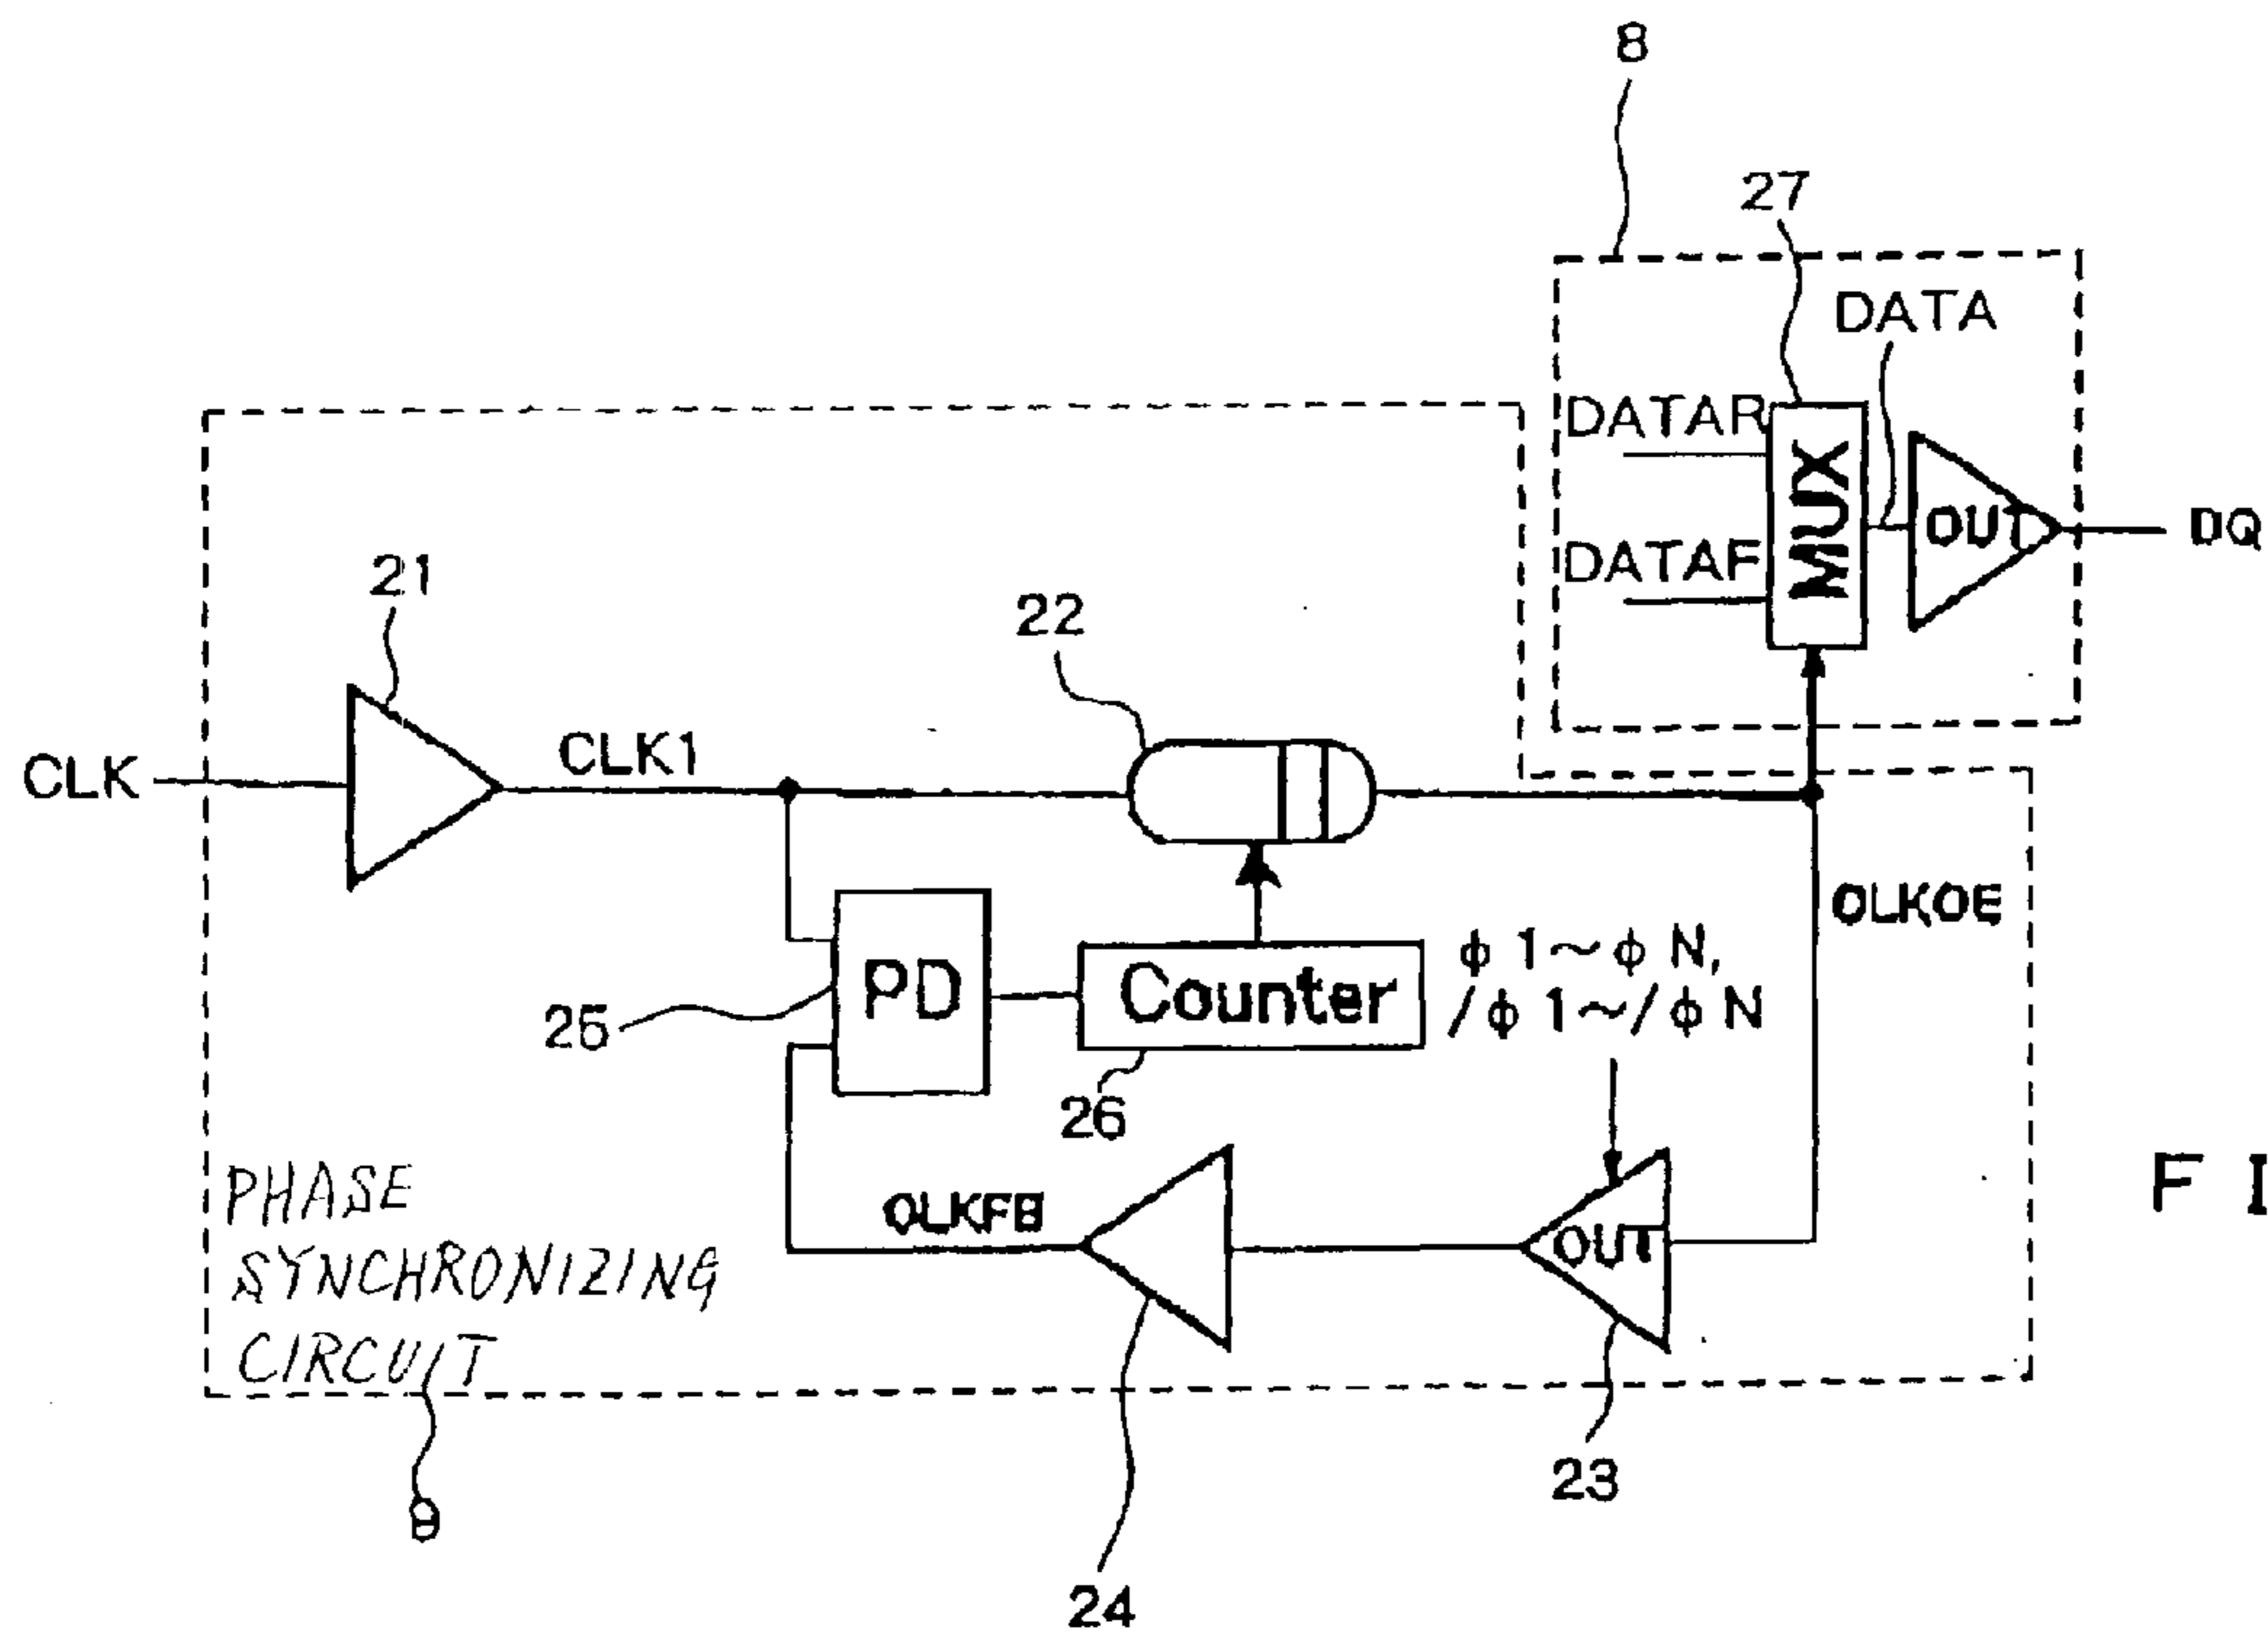 8
27
DATA
DATAR
DATAF
MUX
OUT
DQ
21
22
CLK
CLK1
OLKOE
PD
Counter
ϕ 1~ϕ N,
/ϕ 1~/ϕ N
25
26
OLKFB
OUT
PHASE
SYNCHRONIZING
CIRCUIT
F I
23
9
24